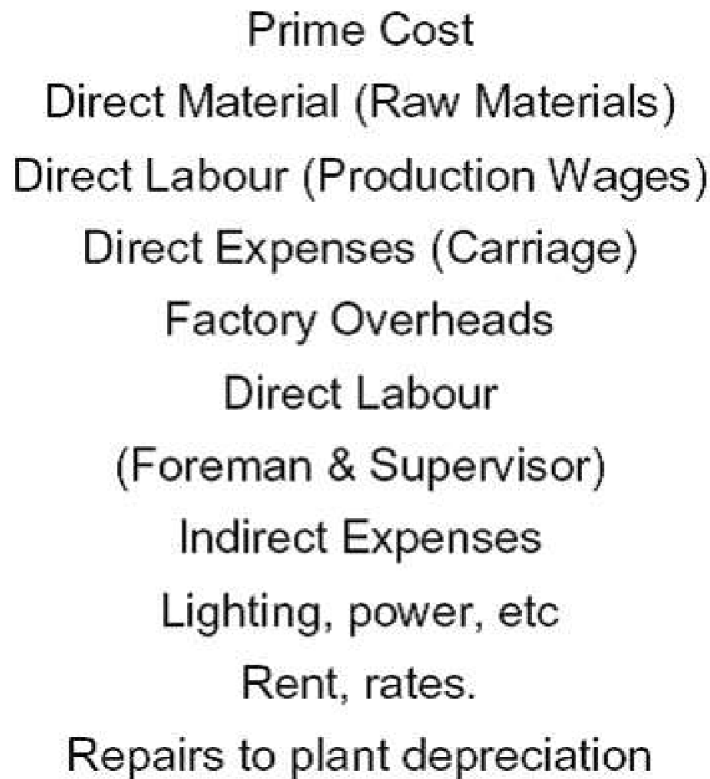 Prime Cost
Direct Material (Raw Materials)
Direct Labour (Production Wages)
Direct Expenses (Carriage)
Factory Overheads
Direct Labour
(Foreman & Supervisor)
Indirect Expenses
Lighting, power, etc
Rent, rates.
Repairs to plant depreciation